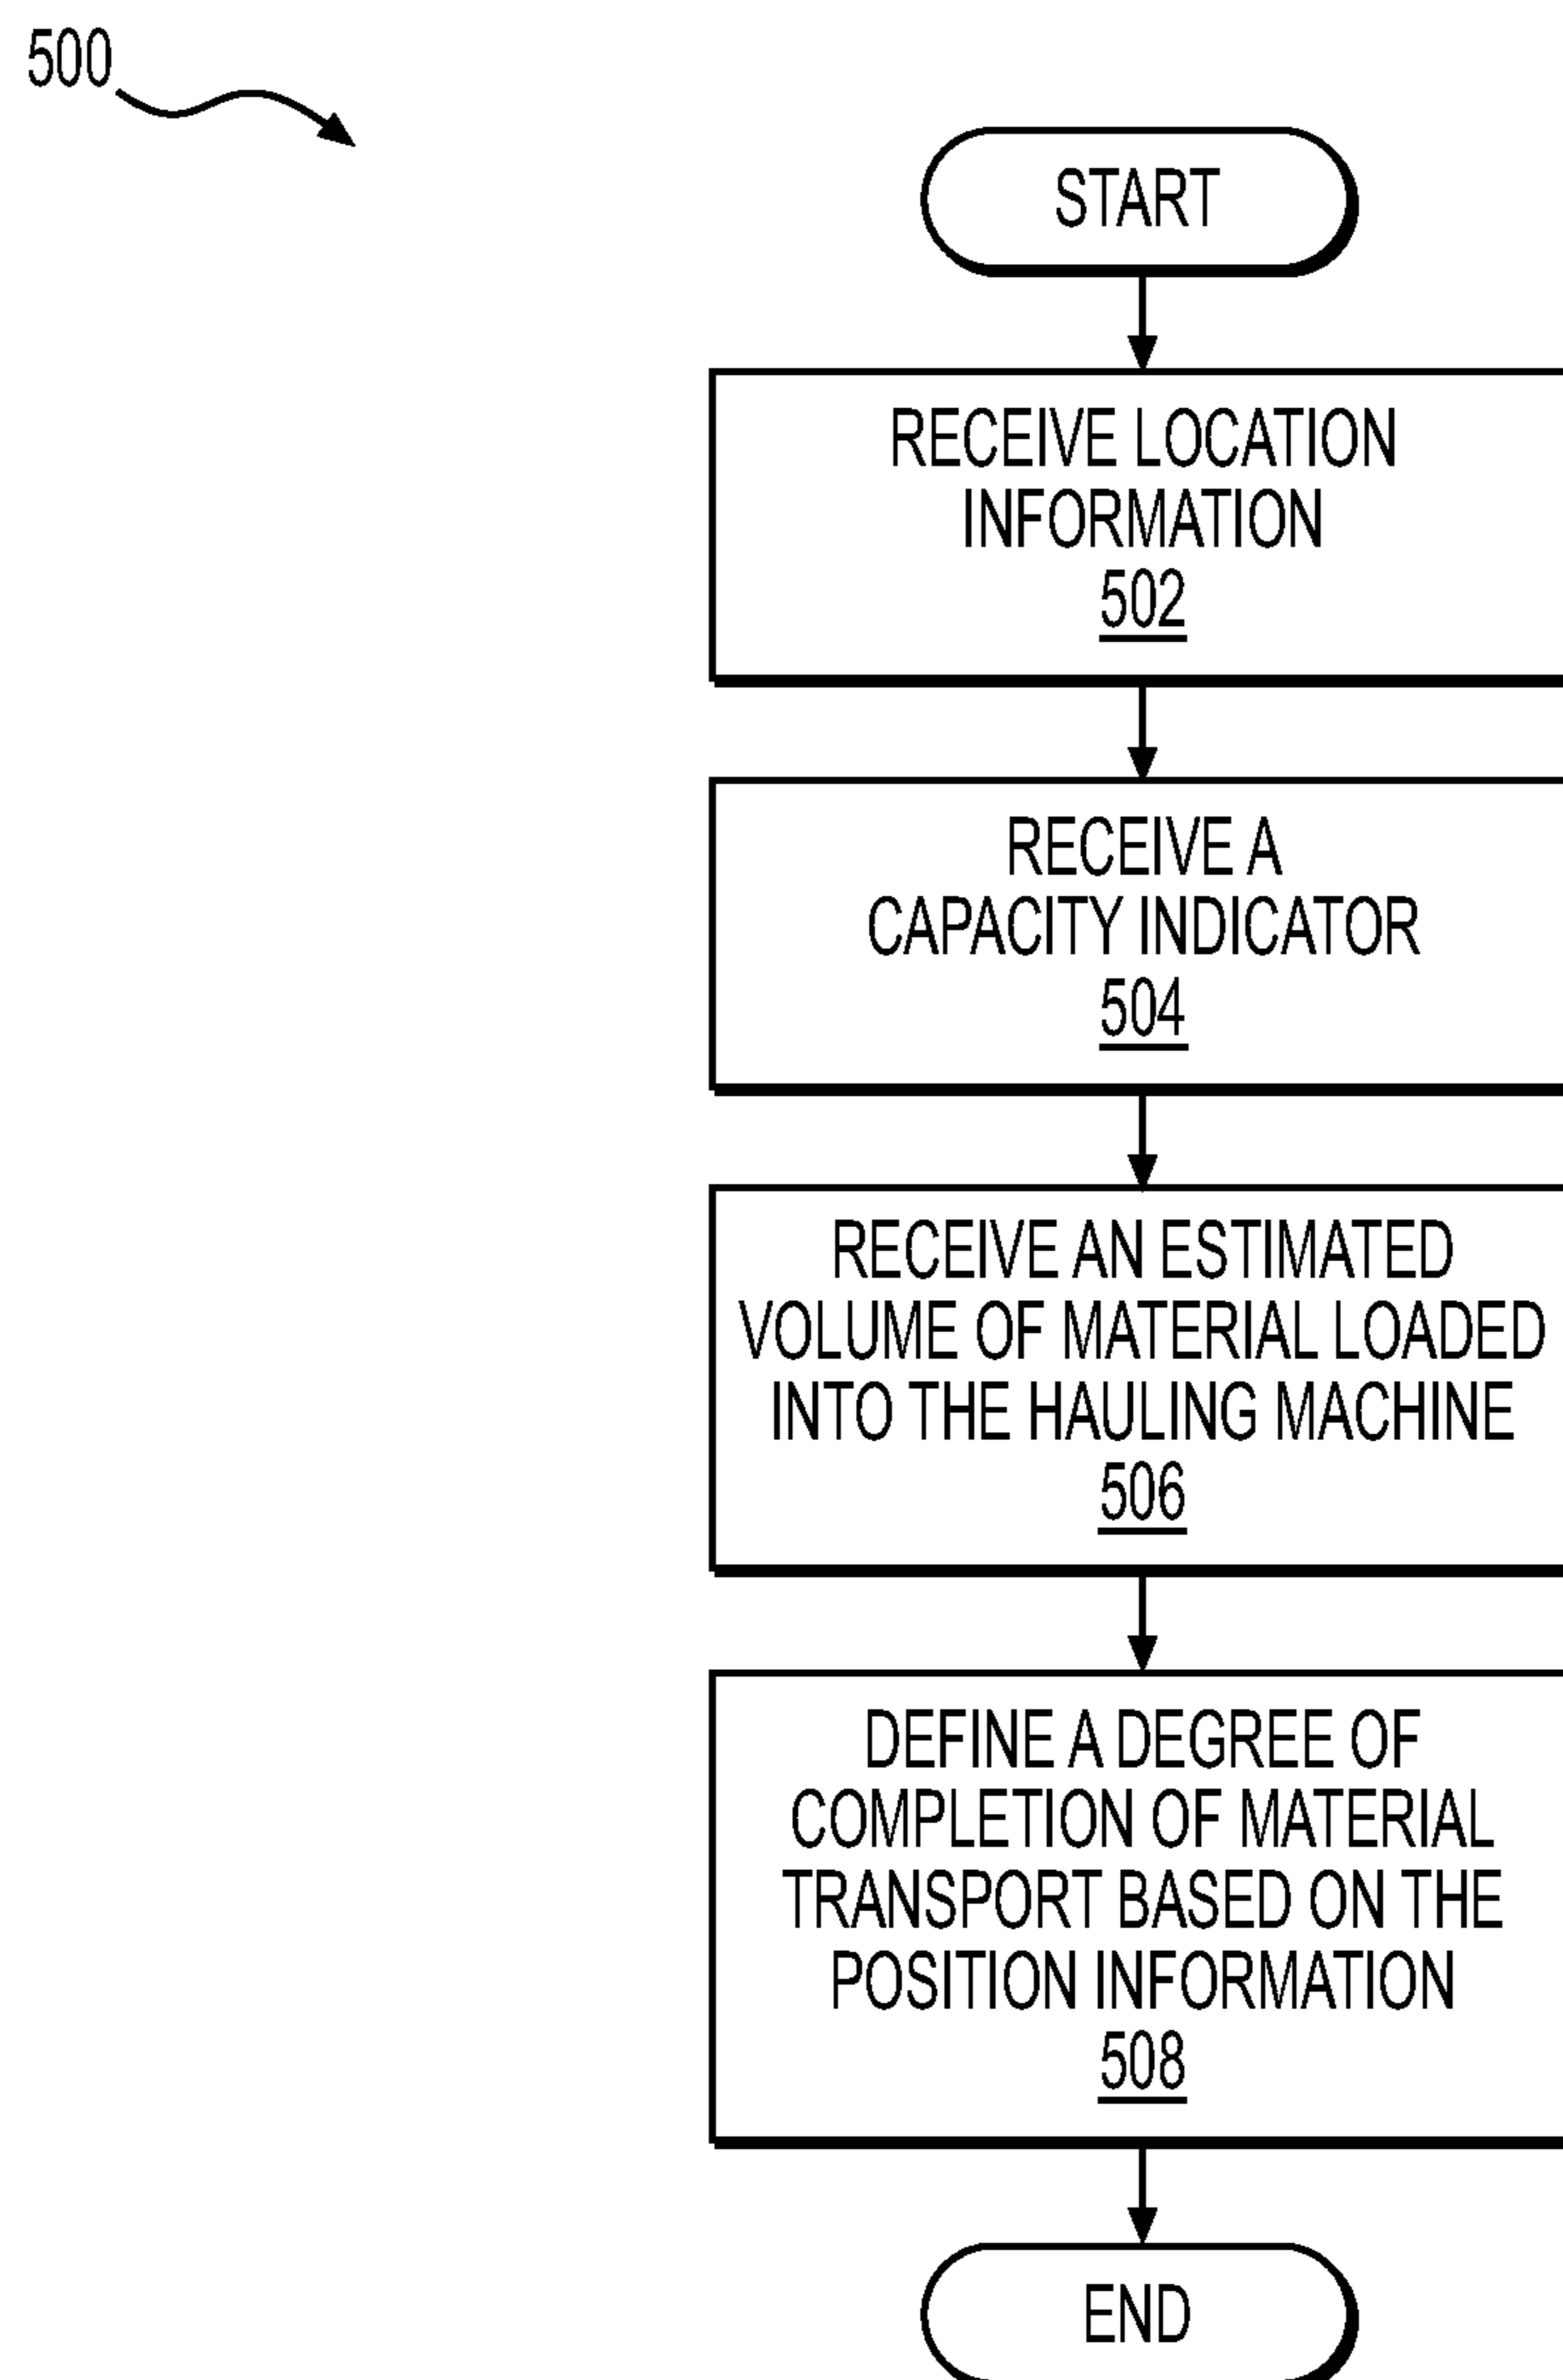 500
START
RECEIVE LOCATION
INFORMATION
502
RECEIVE A
CAPACITY INDICATOR
504
RECEIVE AN ESTIMATED
VOLUME OF MATERIAL LOADED
INTO THE HAULING MACHINE
506
DEFINE A DEGREE OF
COMPLETION OF MATERIAL
TRANSPORT BASED ON THE
POSITION INFORMATION
508
END